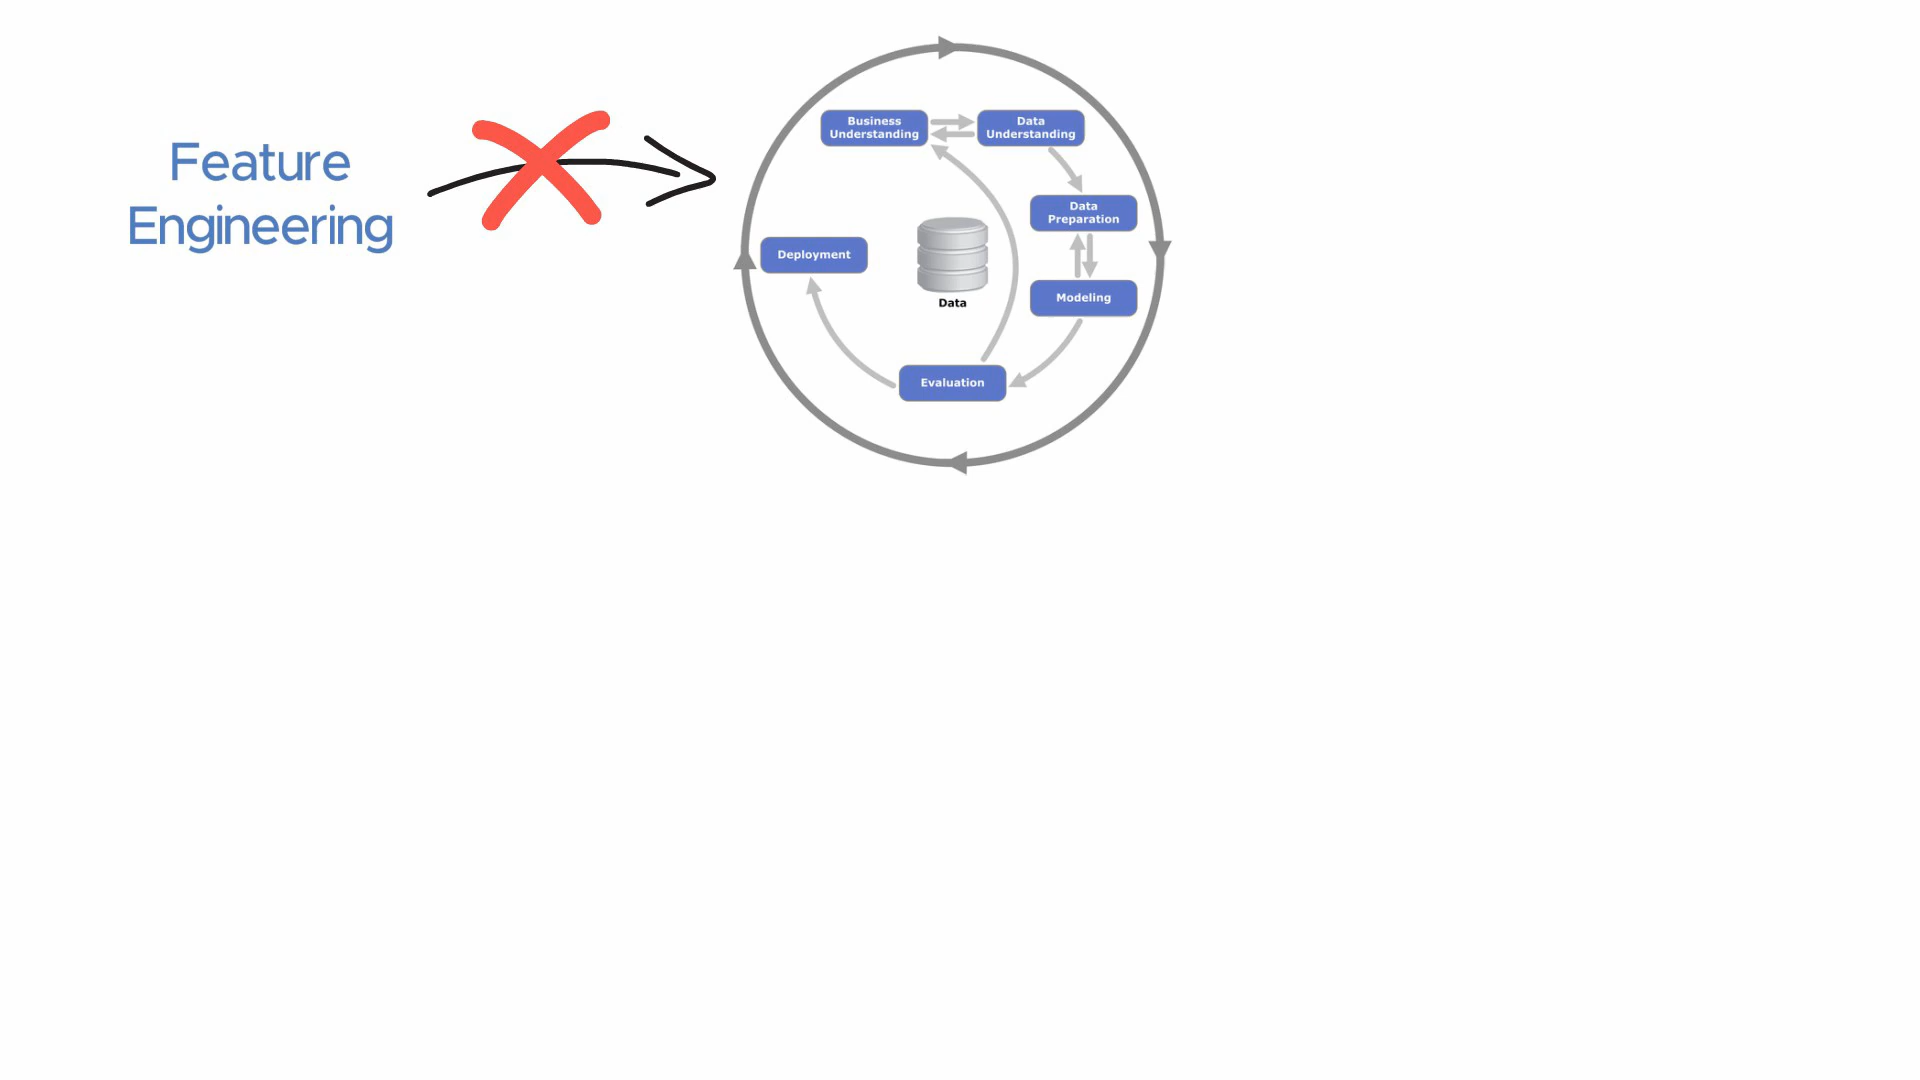 Feature
Engineering
Business
Understanding
Data
Understanding
Data
Preparation
Deployment
Modeling
Data
Evaluation